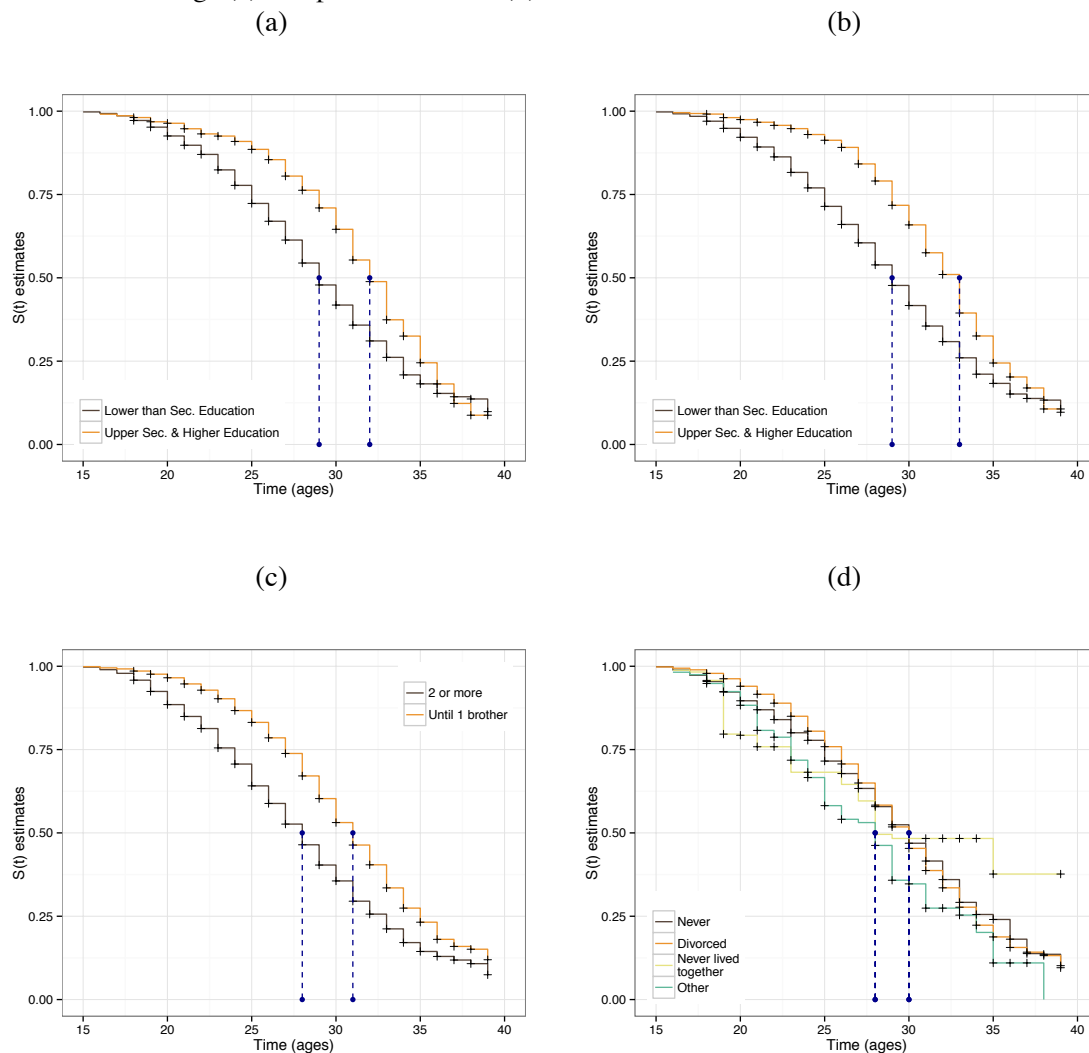 (a)
(b)
1.00
0.75
0.50
0.25
0.00
S(t) estimates
Lower than Sec. Education
Upper Sec. & Higher Education
15 20 25 30 35 40
Time (ages)
1.00
0.75
0.50
0.25
0.00
S(t) estimates
Lower than Sec. Education
Upper Sec. & Higher Education
15 20 25 30 35 40
Time (ages)
(c)
(d)
1.00
0.75
0.50
0.25
0.00
S(t) estimates
2 or more
Until 1 brother
15 20 25 30 35 40
Time (ages)
1.00
0.75
0.50
0.25
0.00
S(t) estimates
Never
Divorced
Never lived
together
Other
15 20 25 30 35 40
Time (ages)